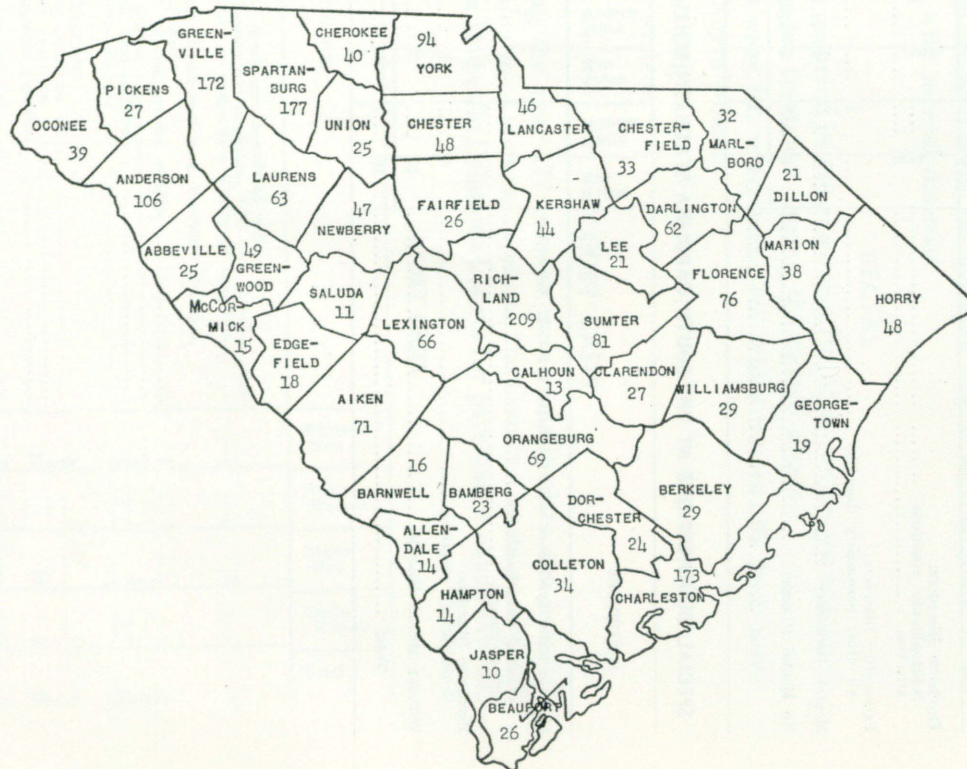 GREEN-
VILLE
172
CHEROKEE
40
94
YORK
PICKENS
27
SPARTAN-
BURG
177
OCONEE
39
UNION
25
CHESTER
48
46
LANCASTER
CHESTER-
FIELD
33
32
MARL-
BORO
21
DILLON
ANDERSON
106
LAURENS
63
47
NEWBERRY
FAIRFIELD
26
KERSHAW
44
DARLINGTON
62
LEE
21
MARION
38
ABBEVILLE
25
49
GREEN-
WOOD
FLORENCE
76
HORRY
48
McCOR-
MICK
15
SALUDA
11
LEXINGTON
66
RICH-
LAND
209
SUMTER
81
EDGE-
FIELD
18
CALHOUN
13
CLARENDON
27
WILLIAMSBURG
29
GEORGE-
TOWN
19
AIKEN
71
ORANGEBURG
69
16
BARNWELL
BAMBERG
23
DOR-
CHESTER
24
BERKELEY
29
ALLEN-
DALE
14
COLLETON
34
173
CHARLESTON
HAMPTON
14
JASPER
10
BEAUFORT
26